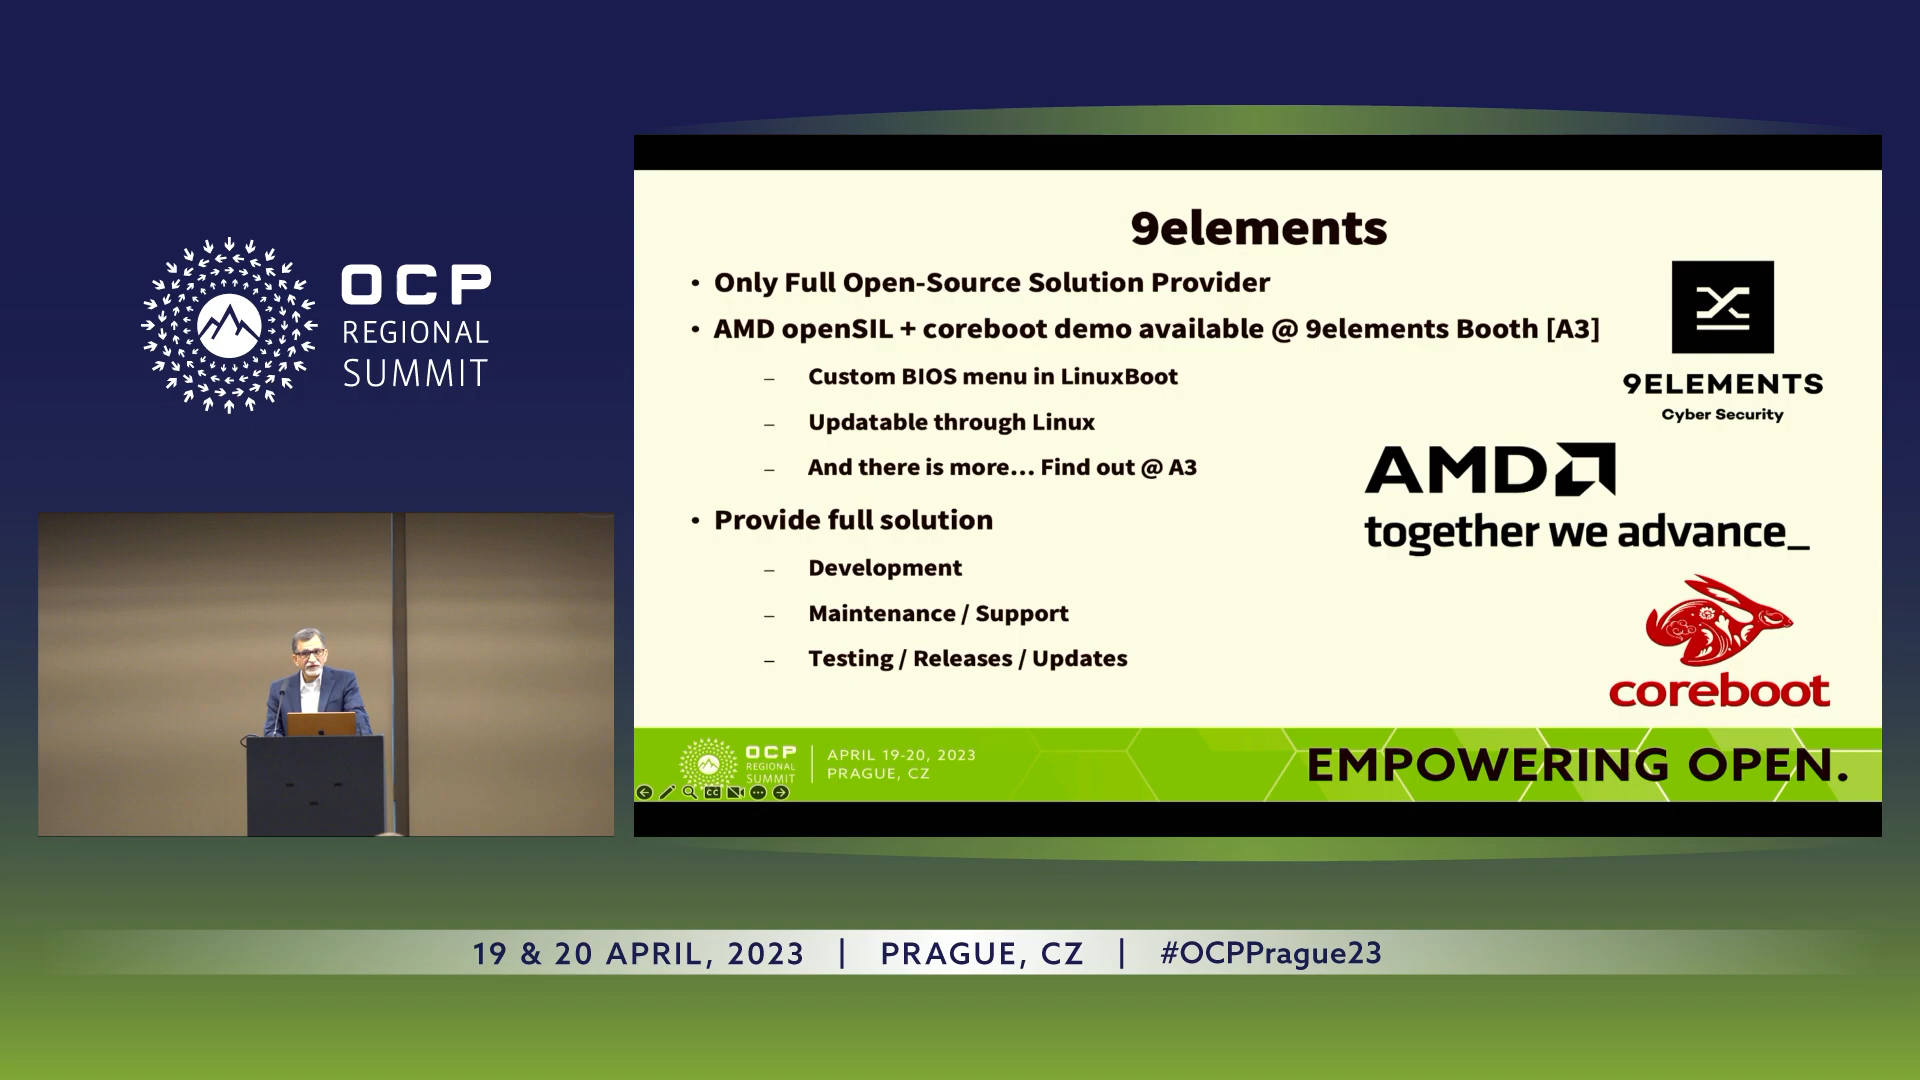 OCP
REGIONAL
SUMMIT
9elements
• Only Full Open-Source Solution Provider
• AMD openSIL + coreboot demo available @ 9elements Booth [A3]
– Custom BIOS menu in LinuxBoot
– Updatable through Linux
– And there is more... Find out @ A3
• Provide full solution
– Development
– Maintenance / Support
– Testing / Releases / Updates
9ELEMENTS
Cyber Security
AMD
together we advance_
coreboot
OCP
REGIONAL
SUMMIT
APRIL 19-20, 2023
PRAGUE, CZ
EMPOWERING OPEN.
CC
19 & 20 APRIL, 2023 | PRAGUE, CZ | #OCPPrague23